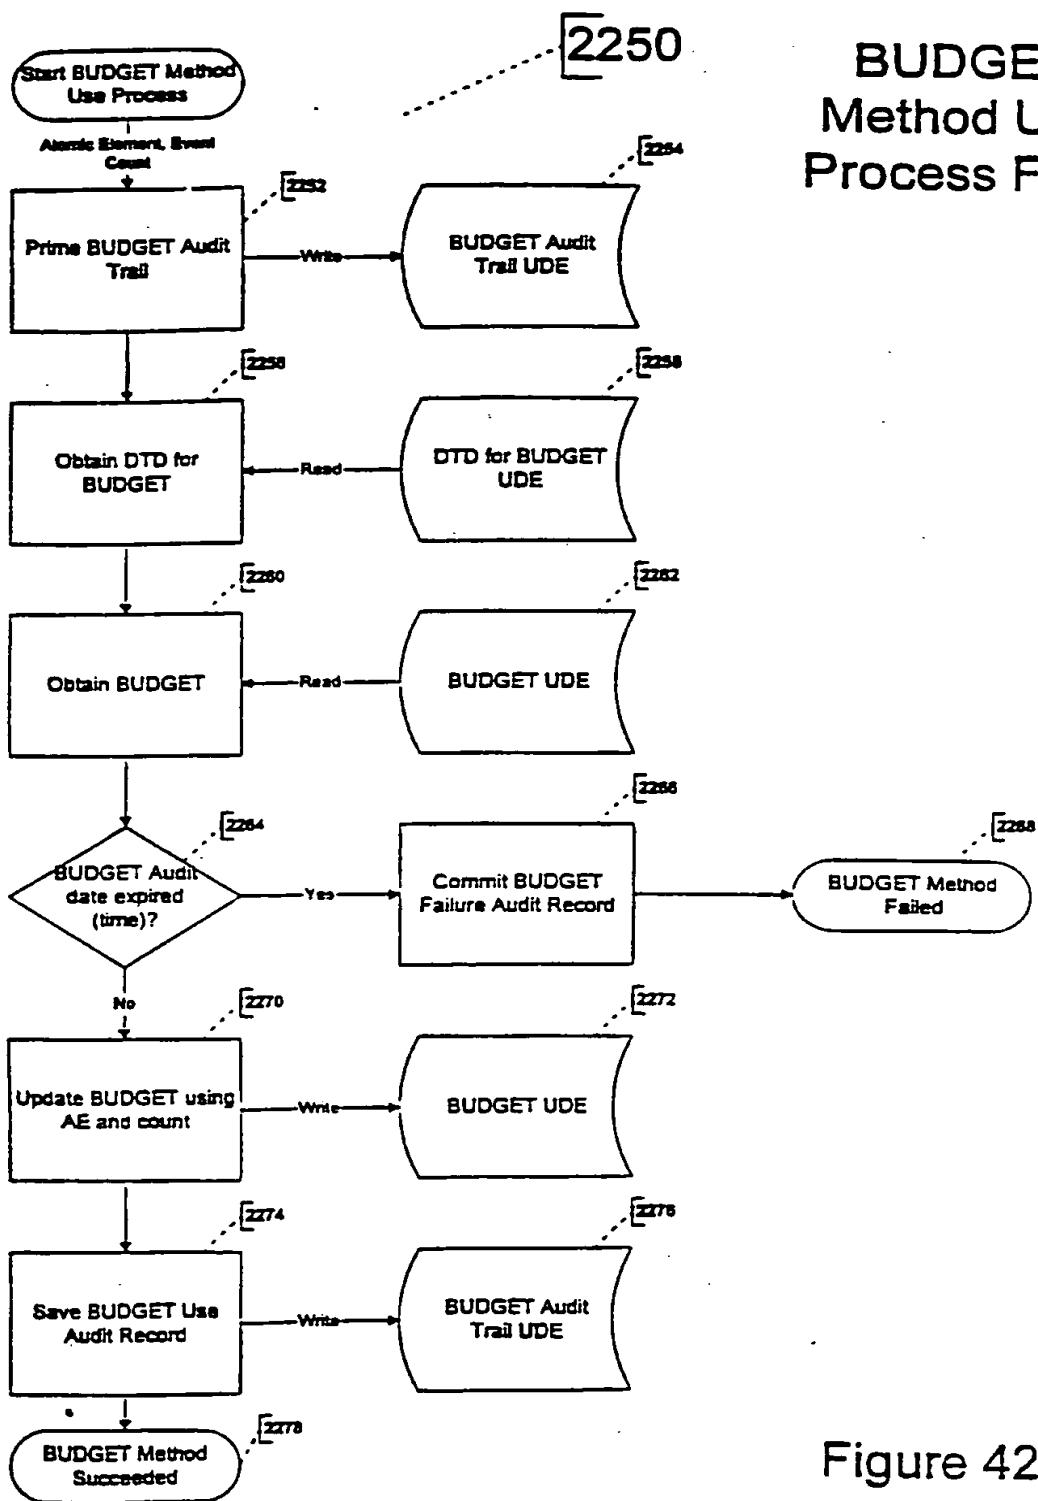 2250
BUDGE
Method U
Process F
Start BUDGET Method
Use Process
Atomic Element, Event
Count
2252
2254
Prime BUDGET Audit
Trail
Write
BUDGET Audit
Trail UDE
2256
2258
Obtain DTD for
BUDGET
Read
DTD for BUDGET
UDE
2260
2262
Obtain BUDGET
Read
BUDGET UDE
2264
2266
2268
BUDGET Audit
date expired
(time)?
Yes
Commit BUDGET
Failure Audit Record
BUDGET Method
Failed
No
2270
2272
Update BUDGET using
AE and count
Write
BUDGET UDE
2274
2276
Save BUDGET Use
Audit Record
Write
BUDGET Audit
Trail UDE
2278
BUDGET Method
Succeeded
Figure 42